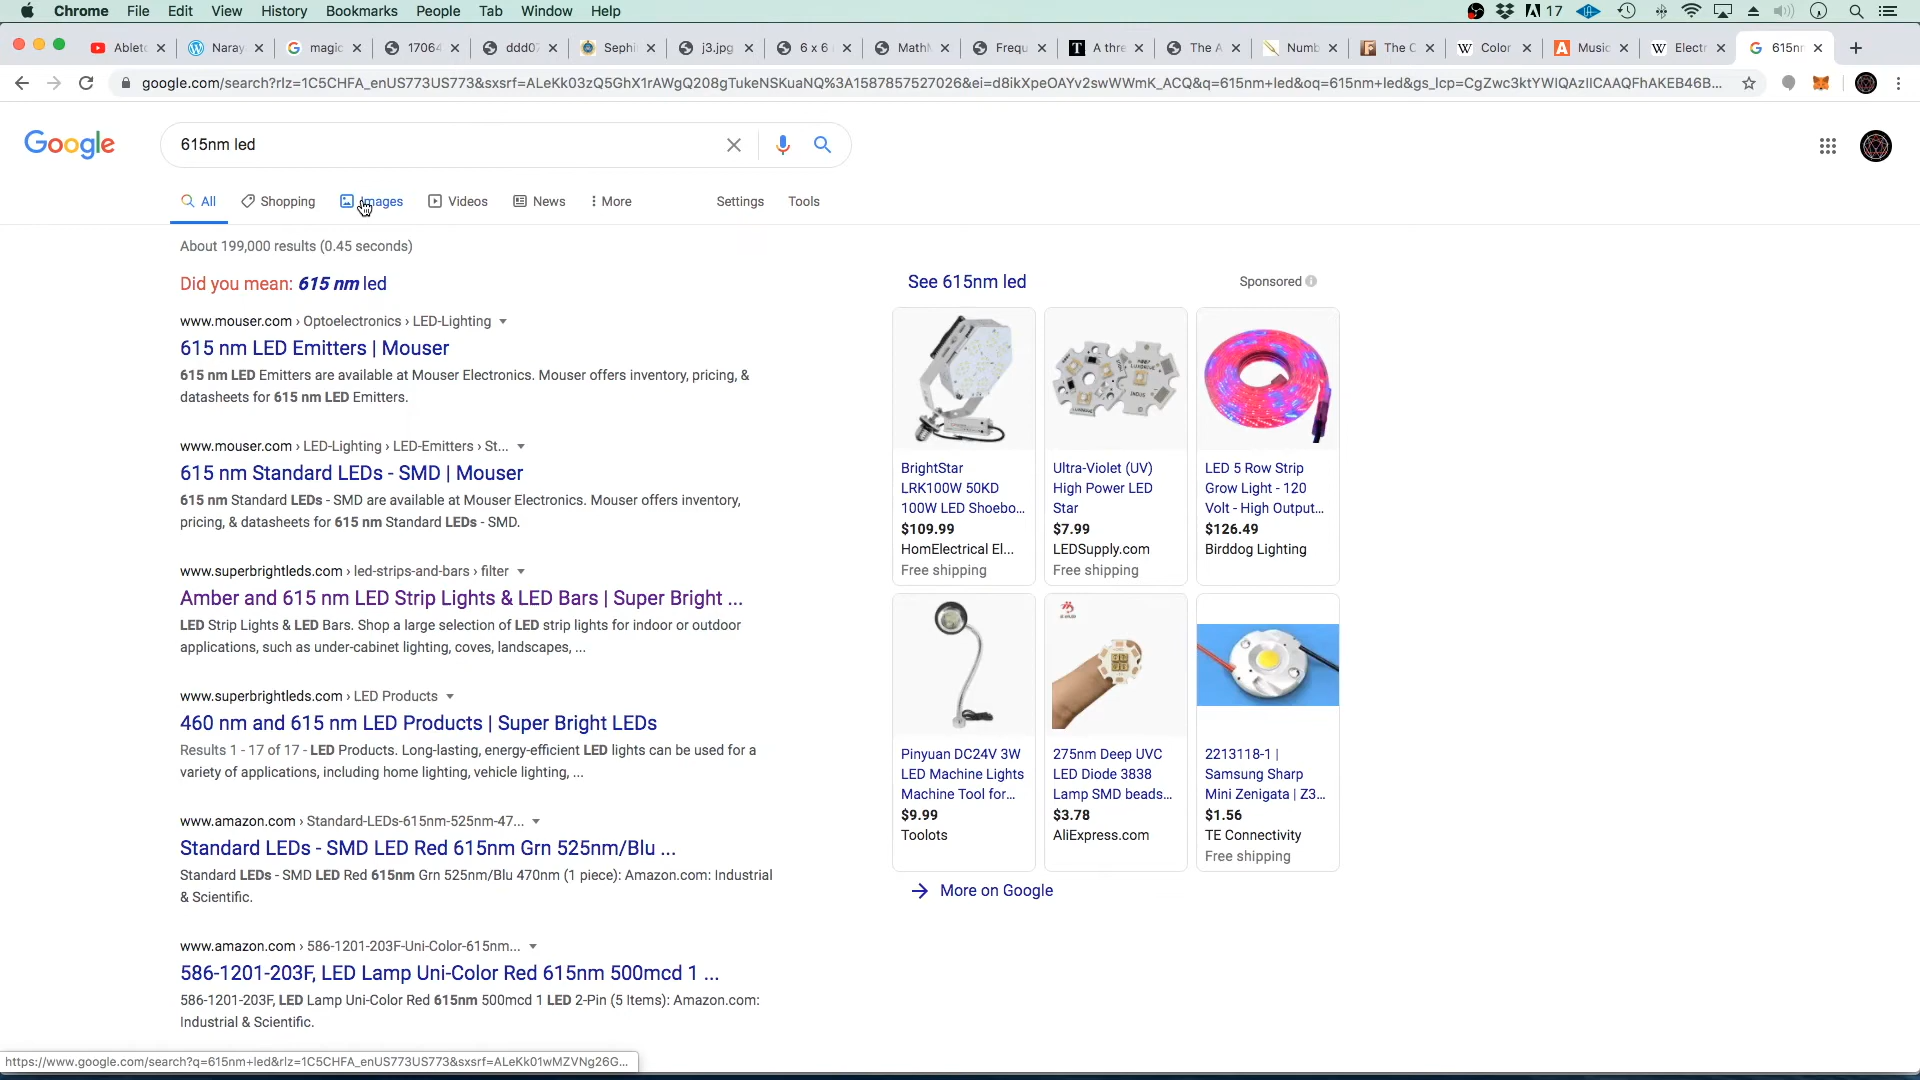 Chrome File Edit View History Bookmarks People Tab Window Help 17
Ablet Naray magic 17064 ddd07 Sephi j3.jpg 6 x 6 MathM Frequ A thre The A Numb The C Color Music Electr 615nm
google.com/search?rlz=1C5CHFA_enUS773US773&sxsrf=ALeKk03zQ5GhX1rAWgQ208gTukeNSKuaNQ%3A1587857527026&ei=d8ikXpeOAYv2swWWmK_ACQ&q=615nm+led&oq=615nm+led&gs_lcp=CgZwc3ktYWIQAzIICAAQFhAKEB46B...
Google
615nm led
All Shopping Images Videos News More Settings Tools
About 199,000 results (0.45 seconds)
Did you mean: 615 nm led
www.mouser.com › Optoelectronics › LED-Lighting
615 nm LED Emitters | Mouser
615 nm LED Emitters are available at Mouser Electronics. Mouser offers inventory, pricing, &
datasheets for 615 nm LED Emitters.
www.mouser.com › LED-Lighting › LED-Emitters › St...
615 nm Standard LEDs - SMD | Mouser
615 nm Standard LEDs - SMD are available at Mouser Electronics. Mouser offers inventory,
pricing, & datasheets for 615 nm Standard LEDs - SMD.
www.superbrightleds.com › led-strips-and-bars › filter
Amber and 615 nm LED Strip Lights & LED Bars | Super Bright ...
LED Strip Lights & LED Bars. Shop a large selection of LED strip lights for indoor or outdoor
applications, such as under-cabinet lighting, coves, landscapes, ...
www.superbrightleds.com › LED Products
460 nm and 615 nm LED Products | Super Bright LEDs
Results 1 - 17 of 17 - LED Products. Long-lasting, energy-efficient LED lights can be used for a
variety of applications, including home lighting, vehicle lighting, ...
www.amazon.com › Standard-LEDs-615nm-525nm-47...
Standard LEDs - SMD LED Red 615nm Grn 525nm/Blu ...
Standard LEDs - SMD LED Red 615nm Grn 525nm/Blu 470nm (1 piece): Amazon.com: Industrial
& Scientific.
www.amazon.com › 586-1201-203F-Uni-Color-615nm...
586-1201-203F, LED Lamp Uni-Color Red 615nm 500mcd 1 ...
586-1201-203F, LED Lamp Uni-Color Red 615nm 500mcd 1 LED 2-Pin (5 Items): Amazon.com:
Industrial & Scientific.
See 615nm led Sponsored
BrightStar
LRK100W 50KD
100W LED Shoebo...
$109.99
HomElectrical El...
Free shipping
Ultra-Violet (UV)
High Power LED
Star
$7.99
LEDSupply.com
Free shipping
LED 5 Row Strip
Grow Light - 120
Volt - High Output...
$126.49
Birddog Lighting
Pinyuan DC24V 3W
LED Machine Lights
Machine Tool for...
$9.99
Toolots
275nm Deep UVC
LED Diode 3838
Lamp SMD beads...
$3.78
AliExpress.com
2213118-1 |
Samsung Sharp
Mini Zenigata | Z3...
$1.56
TE Connectivity
Free shipping
More on Google
https://www.google.com/search?q=615nm+led&rlz=1C5CHFA_enUS773US773&sxsrf=ALeKk01wMZVNg26G...